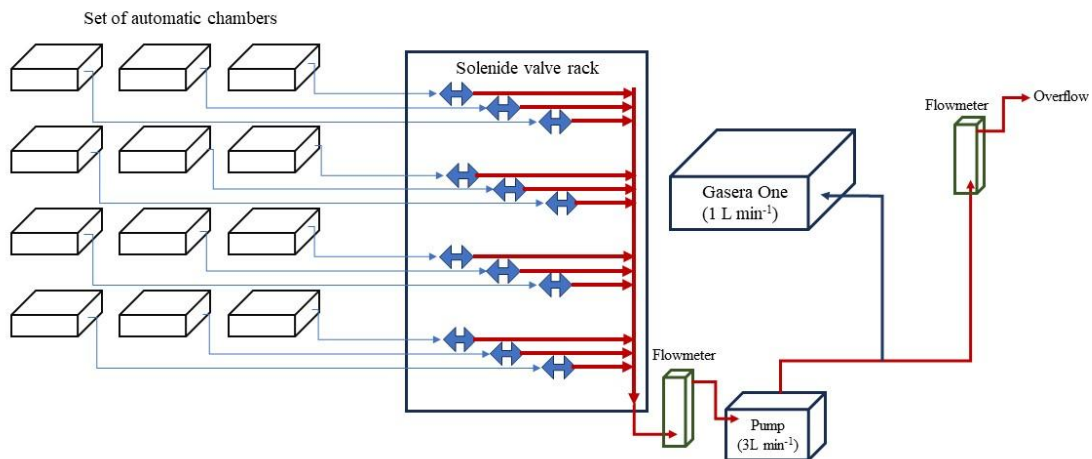 Set of automatic chambers
Solenide valve rack
Flowmeter
Overflow
Gasera One
(1 L min⁻¹)
Flowmeter
Pump
(3L min⁻¹)